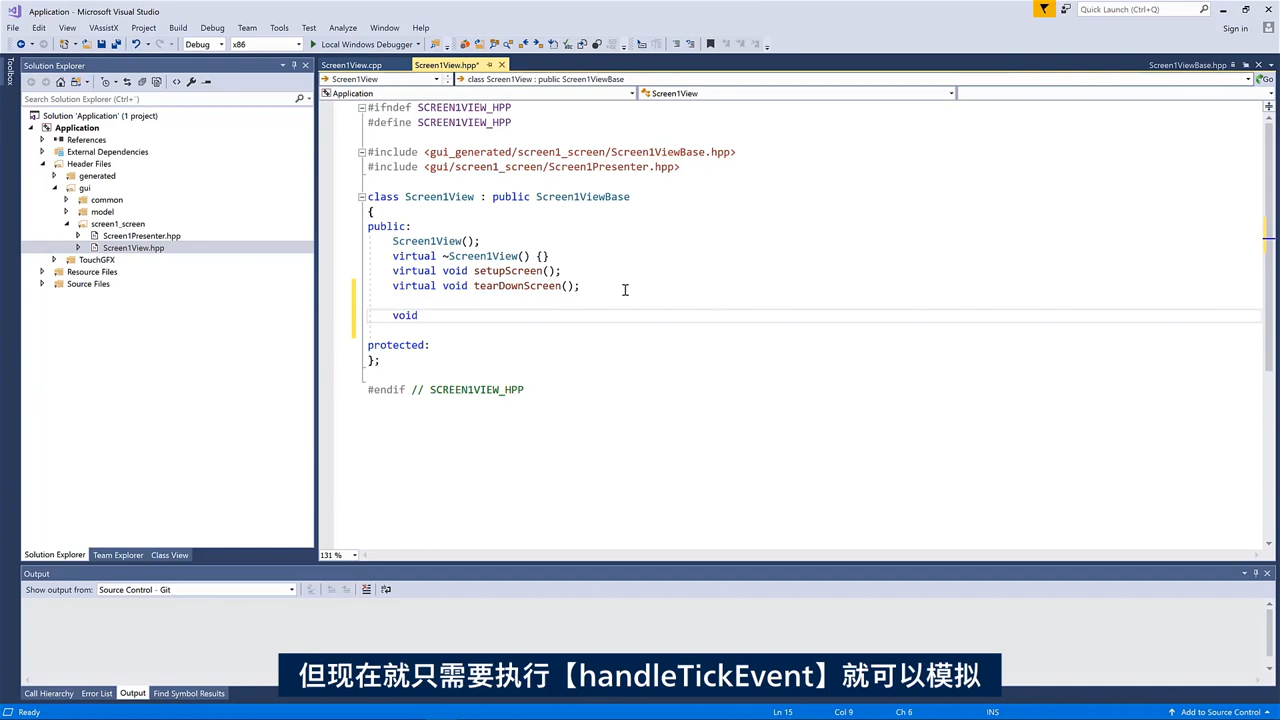 Application - Microsoft Visual Studio
Quick Launch (Ctrl+Q)
File Edit View VAssistX Project Build Debug Team Tools Test Analyze Window Help
Sign in
Debug x86 Local Windows Debugger
Toolbox
Solution Explorer
Search Solution Explorer (Ctrl+')
Solution 'Application' (1 project)
Application
References
External Dependencies
Header Files
generated
gui
common
model
screen1_screen
Screen1Presenter.hpp
Screen1View.hpp
TouchGFX
Resource Files
Source Files
Solution Explorer Team Explorer Class View
Screen1View.cpp Screen1View.hpp* Screen1ViewBase.hpp
Screen1View class Screen1View : public Screen1ViewBase Go
Application Screen1View
#ifndef SCREEN1VIEW_HPP
#define SCREEN1VIEW_HPP
#include <gui_generated/screen1_screen/Screen1ViewBase.hpp>
#include <gui/screen1_screen/Screen1Presenter.hpp>
class Screen1View : public Screen1ViewBase
{
public:
Screen1View();
virtual ~Screen1View() {}
virtual void setupScreen();
virtual void tearDownScreen();
void
protected:
};
#endif // SCREEN1VIEW_HPP
131 %
Output
Show output from: Source Control - Git
但现在就只需要执行【handleTickEvent】就可以模拟
Call Hierarchy Error List Output Find Symbol Results
Ready Ln 15 Col 9 Ch 6 INS Add to Source Control